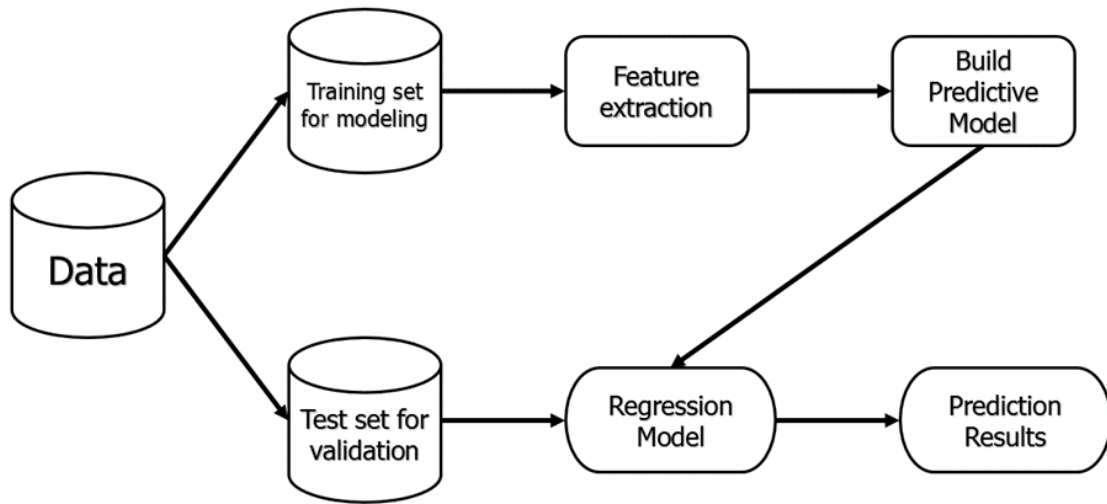 Training set
for modeling
Feature
extraction
Build
Predictive
Model
Data
Test set for
validation
Regression
Model
Prediction
Results